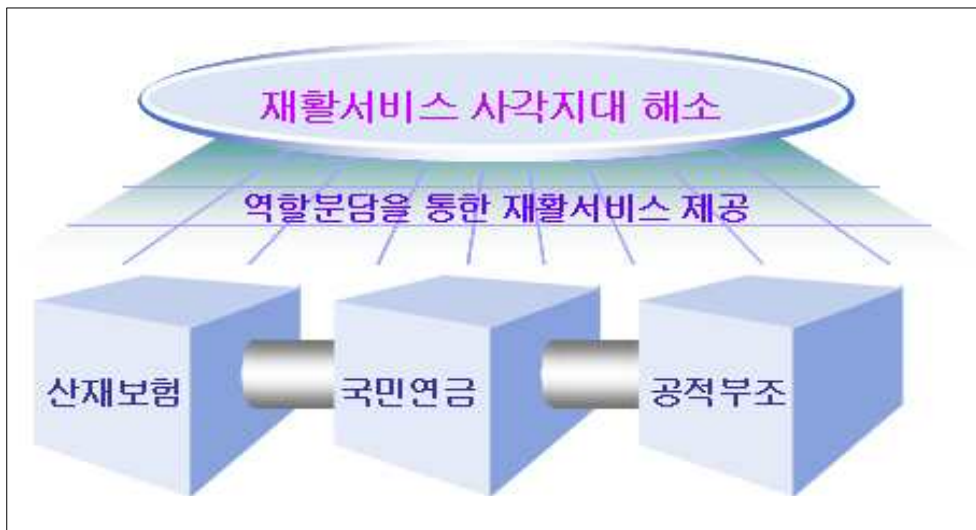 재활서비스 사각지대 해소
역할분담을 통한 재활서비스 제공
산재보험
국민연금
공적부조